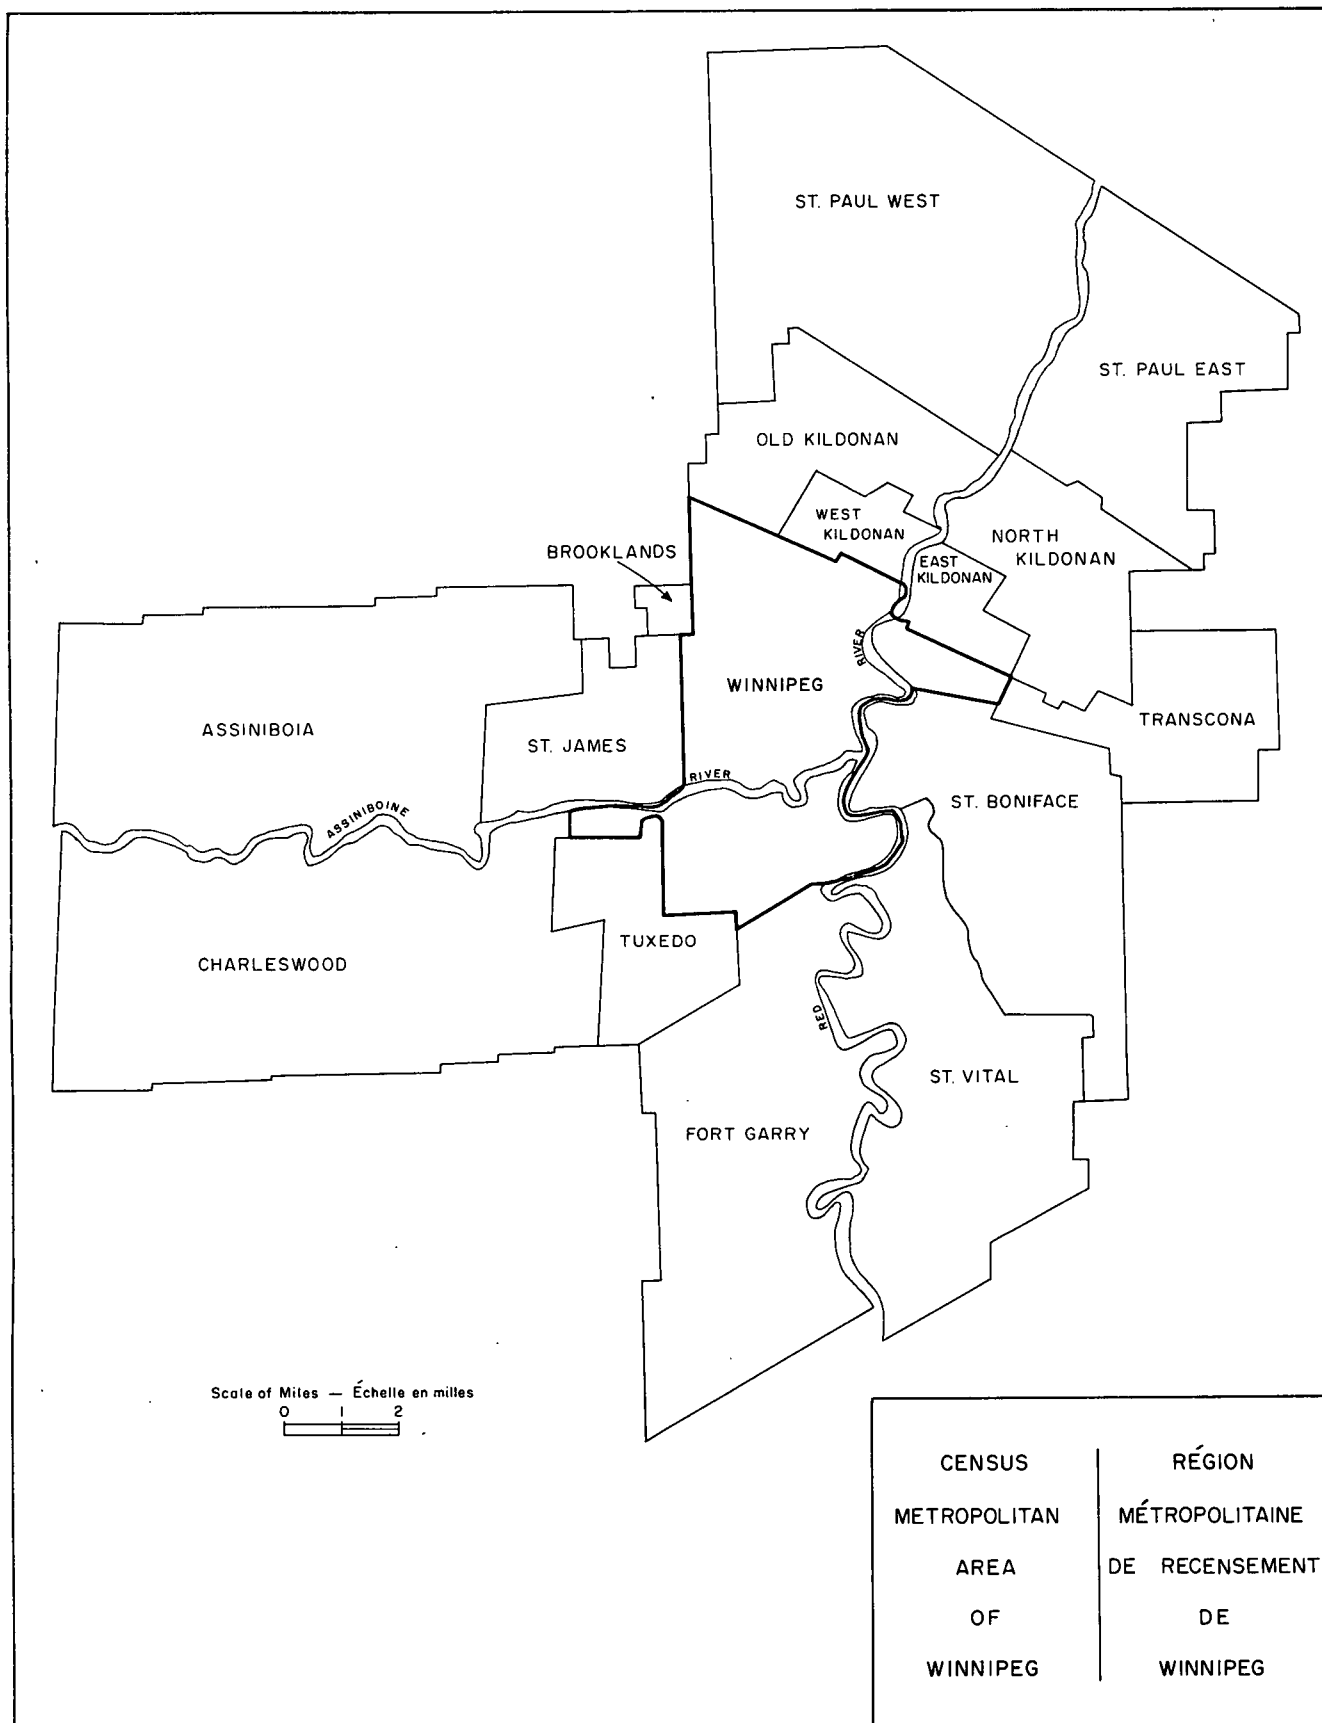 ST. PAUL WEST
ST. PAUL EAST
OLD KILDONAN
WEST
KILDONAN
NORTH
KILDONAN
BROOKLANDS
EAST
KILDONAN
RIVER
WINNIPEG
TRANSCONA
ASSINIBOIA
ST. JAMES
RIVER
ST. BONIFACE
ASSINIBOINE
TUXEDO
CHARLESWOOD
RED
ST. VITAL
FORT GARRY
Scale of Miles — Échelle en milles
0 1 2
CENSUS
METROPOLITAN
AREA
OF
WINNIPEG
RÉGION
MÉTROPOLITAINE
DE RECENSEMENT
DE
WINNIPEG